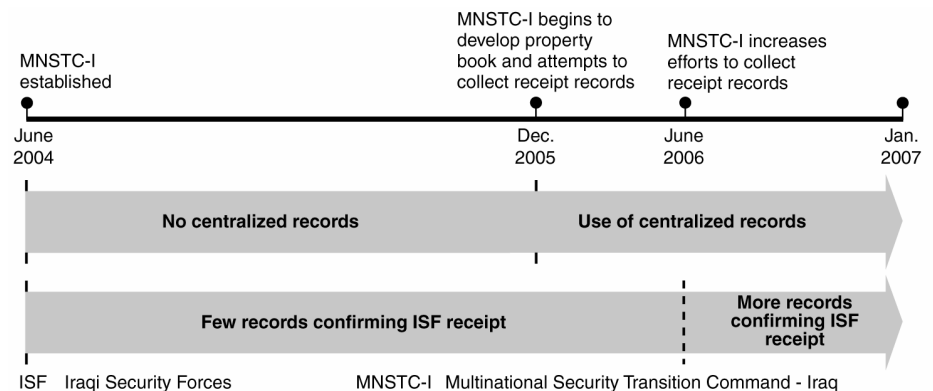 MNSTC-I
established
MNSTC-I begins to
develop property
book and attempts to
collect receipt records
MNSTC-I increases
efforts to collect
receipt records
June
2004
Dec.
2005
June
2006
Jan.
2007
No centralized records
Use of centralized records
Few records confirming ISF receipt
More records
confirming ISF
receipt
ISF Iraqi Security Forces
MNSTC-I Multinational Security Transition Command - Iraq